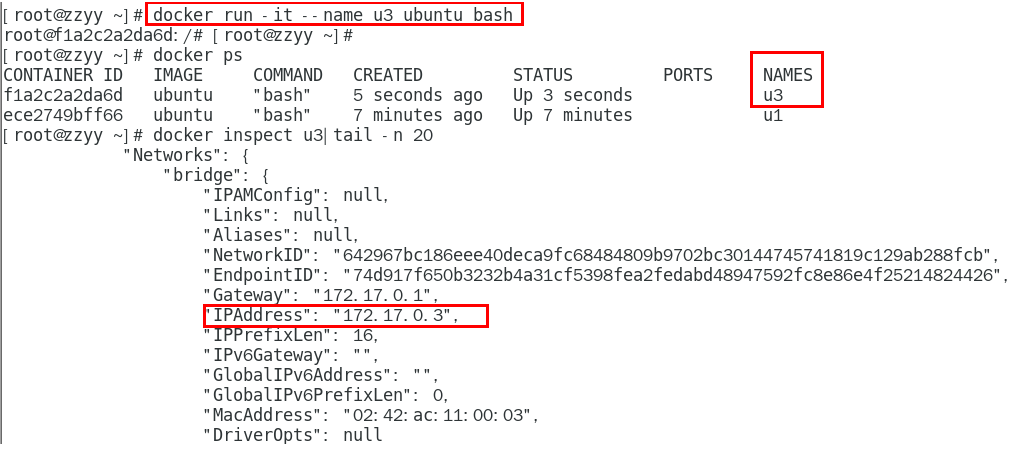 [root@zzyy ~]# docker run -it --name u3 ubuntu bash
root@f1a2c2a2da6d:/# [root@zzyy ~]#
[root@zzyy ~]# docker ps
CONTAINER ID   IMAGE     COMMAND   CREATED         STATUS         PORTS     NAMES
f1a2c2a2da6d   ubuntu    "bash"    5 seconds ago   Up 3 seconds             u3
ece2749bff66   ubuntu    "bash"    7 minutes ago   Up 7 minutes             u1
[root@zzyy ~]# docker inspect u3|tail -n 20
            "Networks": {
                "bridge": {
                    "IPAMConfig": null,
                    "Links": null,
                    "Aliases": null,
                    "NetworkID": "642967bc186eee40deca9fc68484809b9702bc30144745741819c129ab288fcb",
                    "EndpointID": "74d917f650b3232b4a31cf5398fea2fedabd48947592fc8e86e4f25214824426",
                    "Gateway": "172.17.0.1",
                    "IPAddress": "172.17.0.3",
                    "IPPrefixLen": 16,
                    "IPv6Gateway": "",
                    "GlobalIPv6Address": "",
                    "GlobalIPv6PrefixLen": 0,
                    "MacAddress": "02:42:ac:11:00:03",
                    "DriverOpts": null